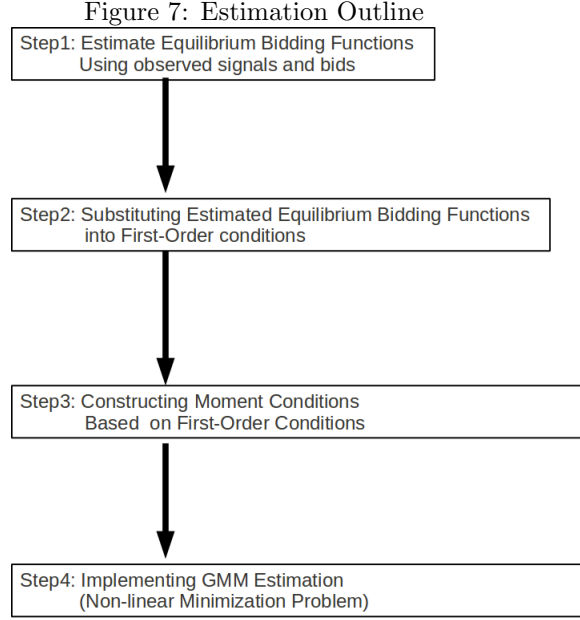 Figure 7: Estimation Outline
Step1: Estimate Equilibrium Bidding Functions
Using observed signals and bids
Step2: Substituting Estimated Equilibrium Bidding Functions
into First-Order conditions
Step3: Constructing Moment Conditions
Based on First-Order Conditions
Step4: Implementing GMM Estimation
(Non-linear Minimization Problem)